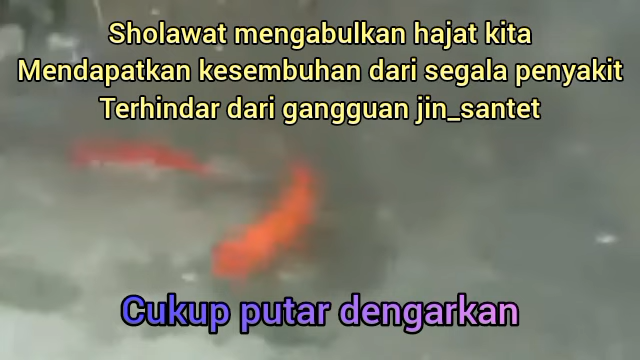 Sholawat mengabulkan hajat kita
Mendapatkan kesembuhan dari segala penyakit
Terhindar dari gangguan jin_santet
Cukup putar dengarkan